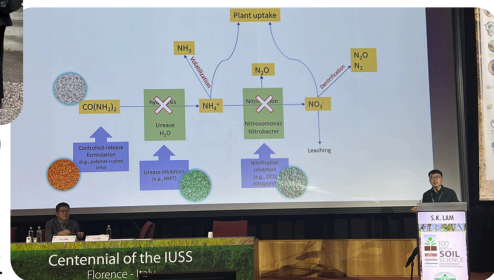 Plant uptake
NH₃
Volatilization
N₂O
Denitrification
N₂O
N₂
CO(NH₂)₂
NH₄⁺
NO₃⁻
Urease
H₂O
Nitrosomonas
Nitrobacter
Leaching
Controlled-release
formulation
(e.g., polymer-coated
urea)
Urease inhibitors
(e.g., NBPT)
Nitrification
inhibitors
(e.g., DCD,
S.K. LAM
100
SOIL
SCIENCE
Centennial of the IUSS
Florence - Italy